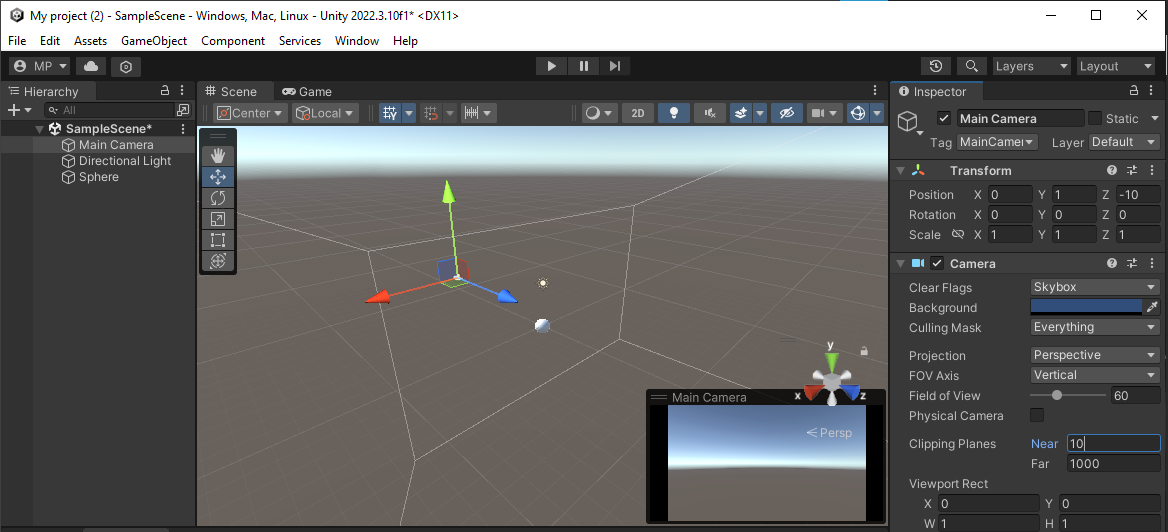 My project (2) - SampleScene - Windows, Mac, Linux - Unity 2022.3.10f1* <DX11>
File Edit Assets GameObject Component Services Window Help
MP Layers Layout
Hierarchy
All
SampleScene*
Main Camera
Directional Light
Sphere
Scene Game
Center Local 2D
y
x z
Persp
Main Camera
Inspector
Main Camera Static
Tag MainCamer Layer Default
Transform
Position X 0 Y 1 Z -10
Rotation X 0 Y 0 Z 0
Scale X 1 Y 1 Z 1
Camera
Clear Flags Skybox
Background
Culling Mask Everything
Projection Perspective
FOV Axis Vertical
Field of View 60
Physical Camera
Clipping Planes Near 10
Far 1000
Viewport Rect
X 0 Y 0
W 1 H 1